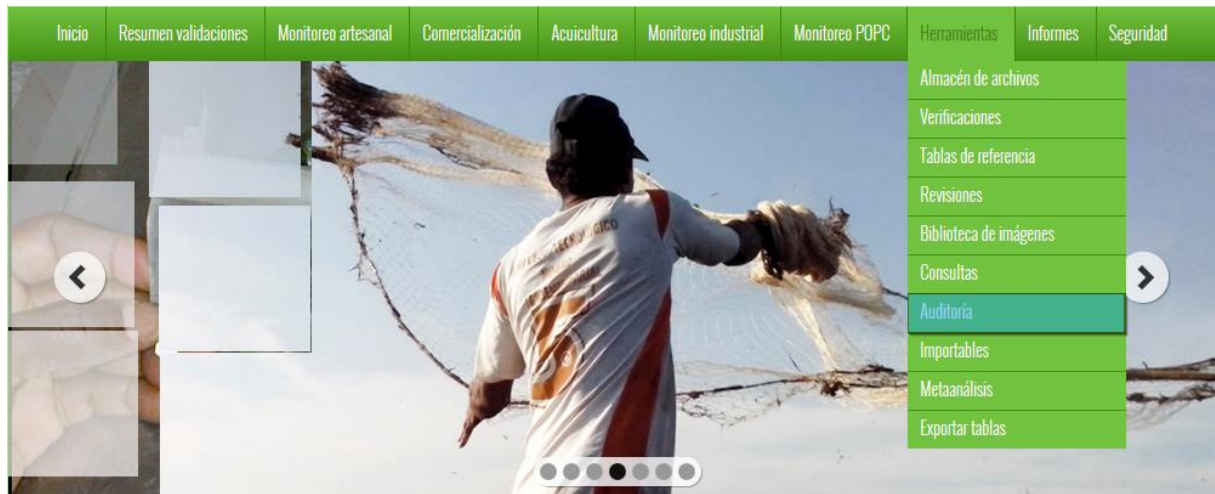 Inicio Resumen validaciones Monitoreo artesanal Comercialización Acuicultura Monitoreo industrial Monitoreo POPC Herramientas Informes Seguridad
Almacén de archivos
Verificaciones
Tablas de referencia
Revisiones
Biblioteca de imágenes
Consultas
Auditoría
Importables
Metaanálisis
Exportar tablas